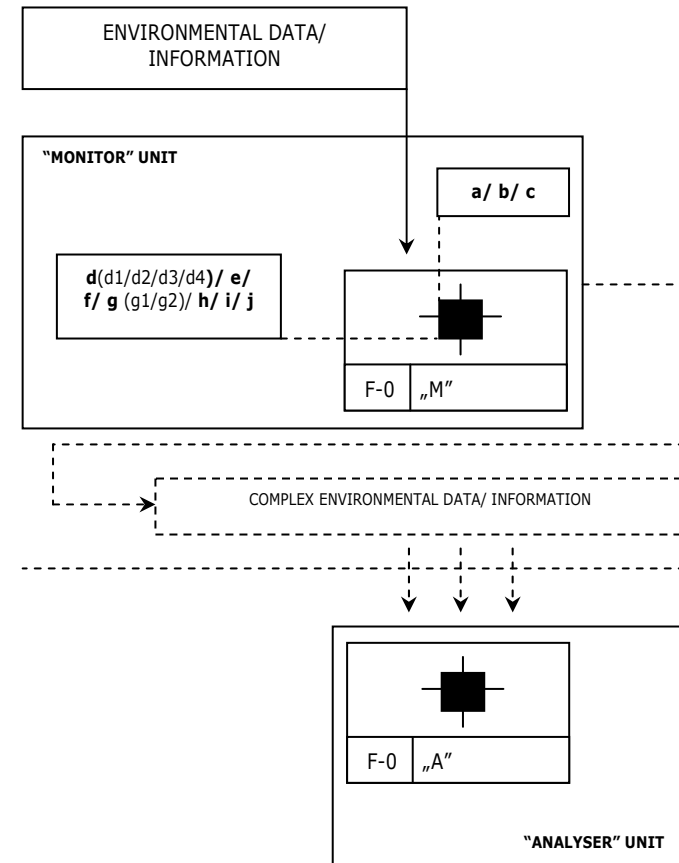 ENVIRONMENTAL DATA/
INFORMATION
“MONITOR” UNIT
a/ b/ c
d(d1/d2/d3/d4)/ e/
f/ g (g1/g2)/ h/ i/ j
F-0 „M”
COMPLEX ENVIRONMENTAL DATA/ INFORMATION
F-0 „A”
“ANALYSER” UNIT